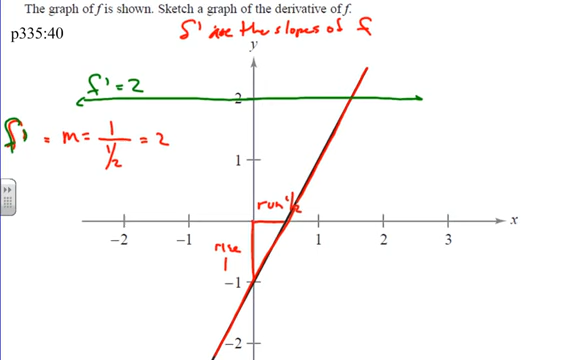 The graph of f is shown. Sketch a graph of the derivative of f.
p335:40
f' are the slopes of f
y
f' = 2
2
f' = m = 1 / 1/2 = 2
1
run 1/2
x
−2 −1 1 2 3
rise
1
−1
−2